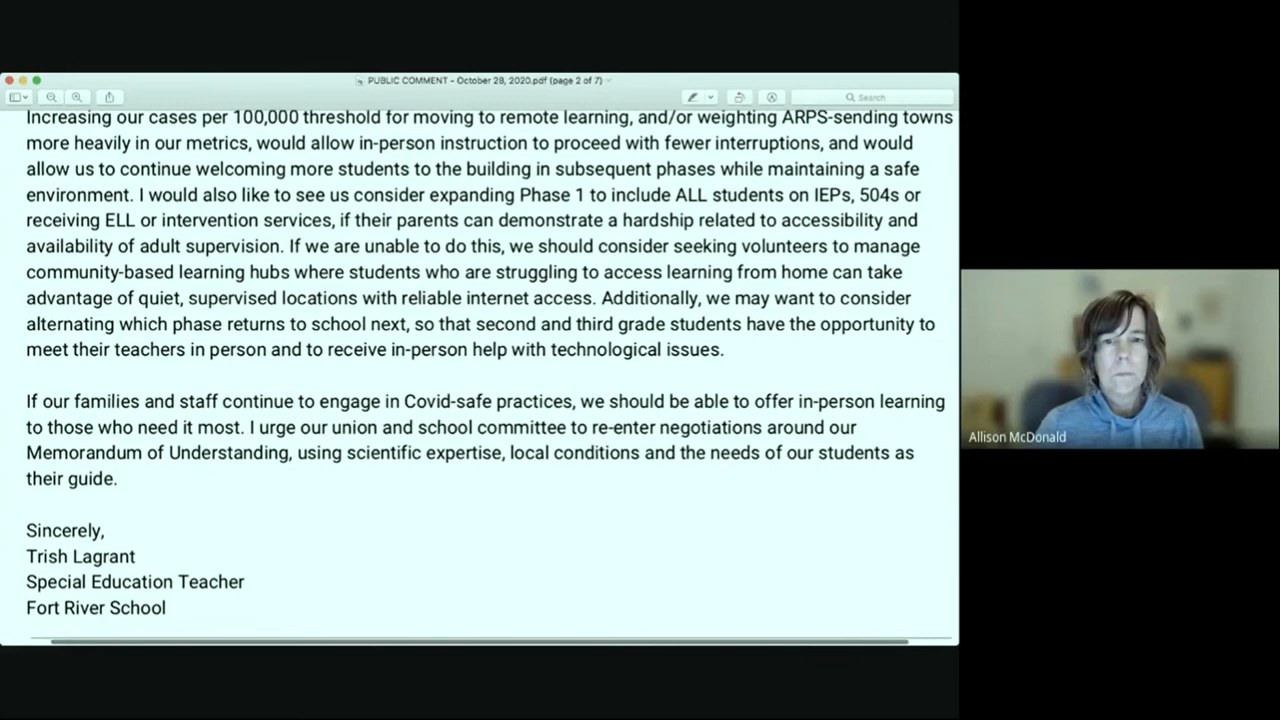 PUBLIC COMMENT - October 28, 2020.pdf (page 2 of 7)
Search
Increasing our cases per 100,000 threshold for moving to remote learning, and/or weighting ARPS-sending towns
more heavily in our metrics, would allow in-person instruction to proceed with fewer interruptions, and would
allow us to continue welcoming more students to the building in subsequent phases while maintaining a safe
environment. I would also like to see us consider expanding Phase 1 to include ALL students on IEPs, 504s or
receiving ELL or intervention services, if their parents can demonstrate a hardship related to accessibility and
availability of adult supervision. If we are unable to do this, we should consider seeking volunteers to manage
community-based learning hubs where students who are struggling to access learning from home can take
advantage of quiet, supervised locations with reliable internet access. Additionally, we may want to consider
alternating which phase returns to school next, so that second and third grade students have the opportunity to
meet their teachers in person and to receive in-person help with technological issues.
If our families and staff continue to engage in Covid-safe practices, we should be able to offer in-person learning
to those who need it most. I urge our union and school committee to re-enter negotiations around our
Memorandum of Understanding, using scientific expertise, local conditions and the needs of our students as
their guide.
Sincerely,
Trish Lagrant
Special Education Teacher
Fort River School
Allison McDonald